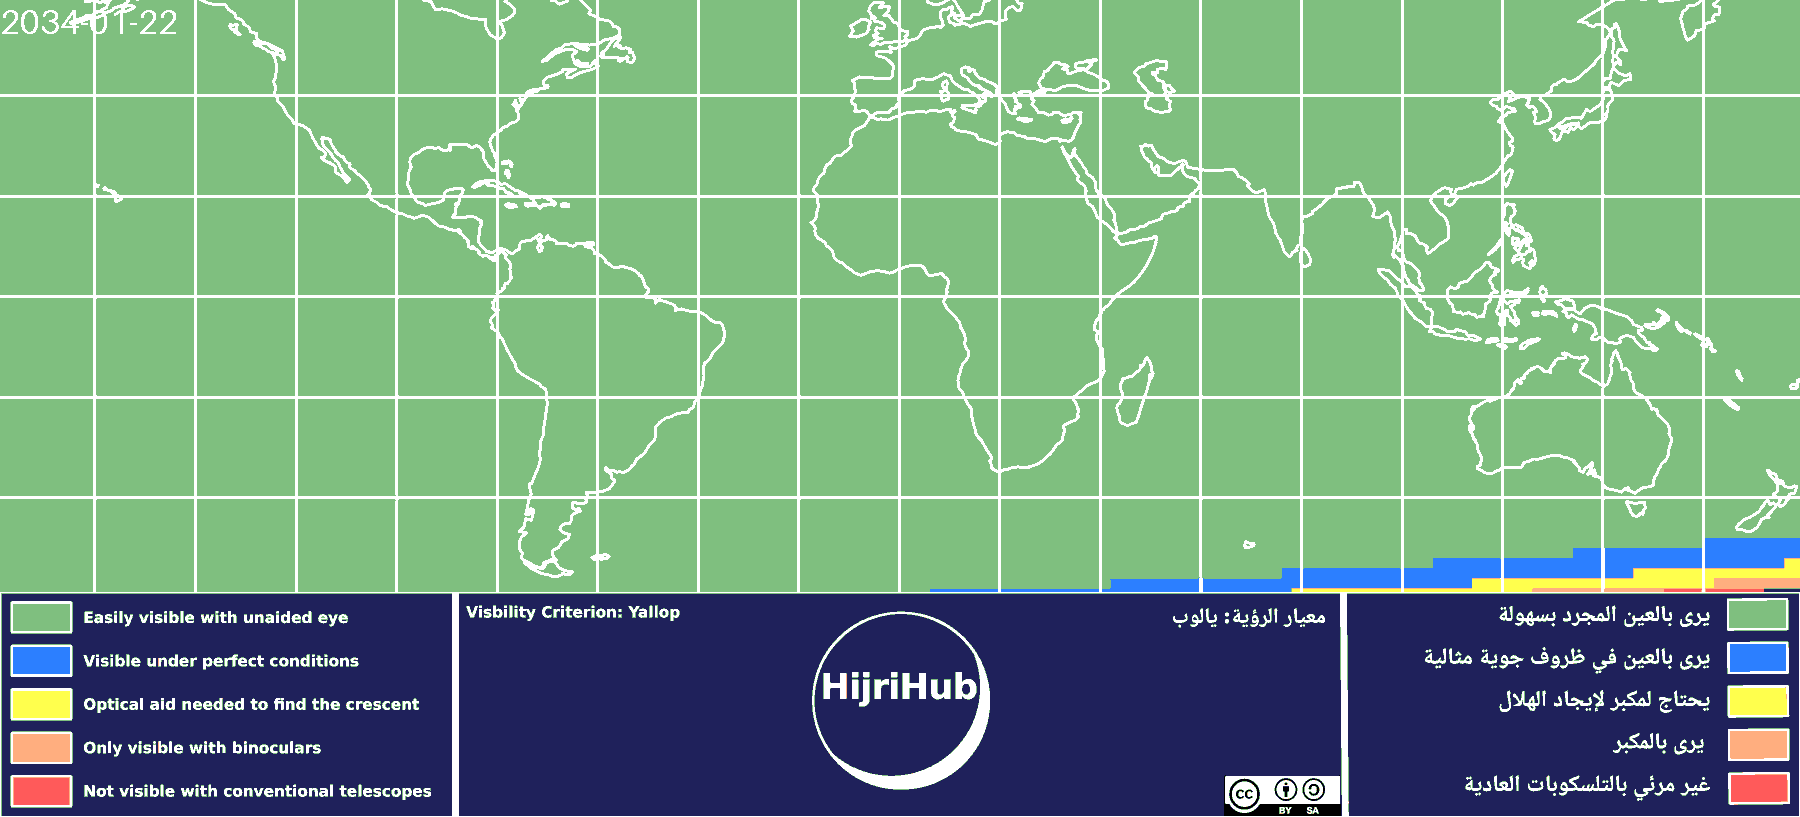 2034-01-22
Easily visible with unaided eye
Visible under perfect conditions
Optical aid needed to find the crescent
Only visible with binoculars
Not visible with conventional telescopes
Visbility Criterion: Yallop
معيار الرؤية: يالوب
HijriHub
cc
BY SA
يرى بالعين المجرد بسهولة
يرى بالعين في ظروف جوية مثالية
يحتاج لمكبر لإيجاد الهلال
يرى بالمكبر
غير مرئي بالتلسكوبات العادية